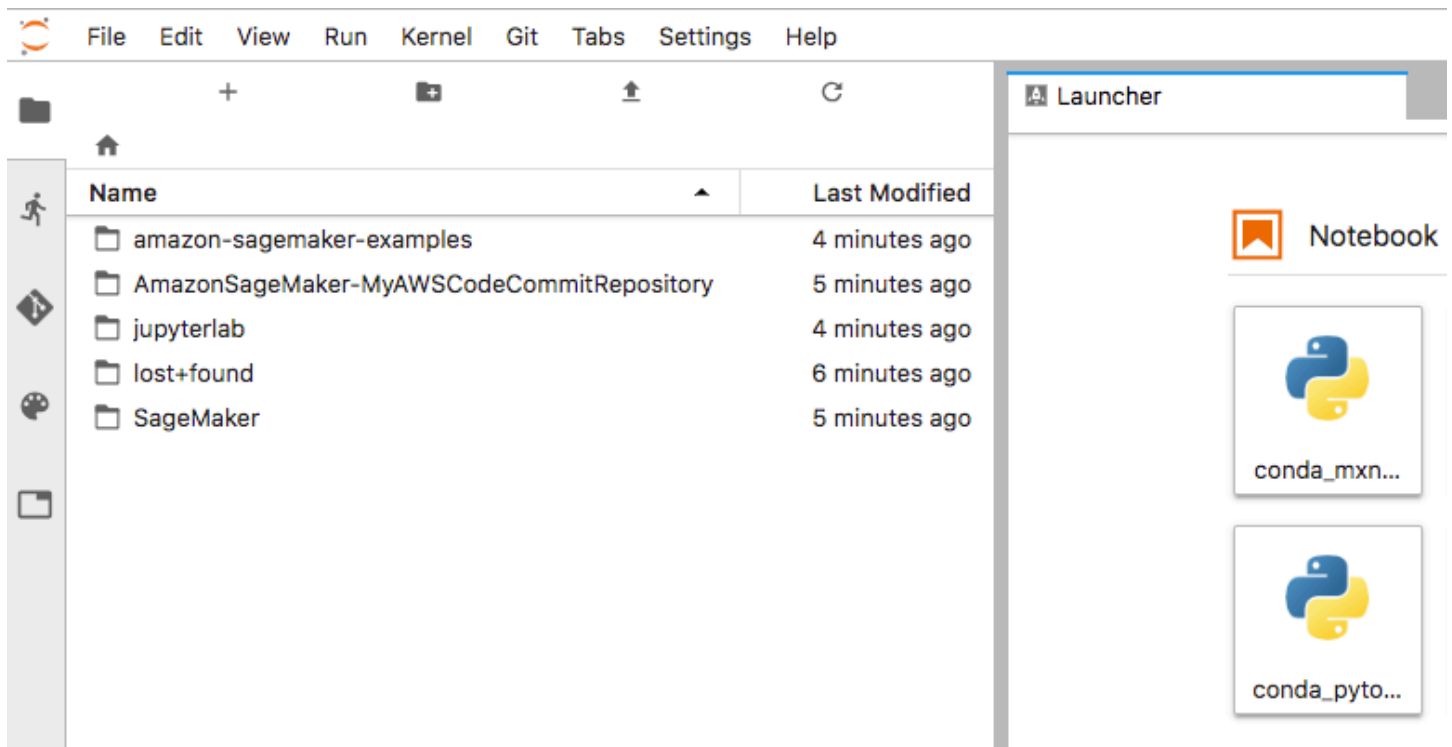 File Edit View Run Kernel Git Tabs Settings Help
Launcher
Name Last Modified
amazon-sagemaker-examples 4 minutes ago
AmazonSageMaker-MyAWSCodeCommitRepository 5 minutes ago
jupyterlab 4 minutes ago
lost+found 6 minutes ago
SageMaker 5 minutes ago
Notebook
conda_mxn...
conda_pyto...